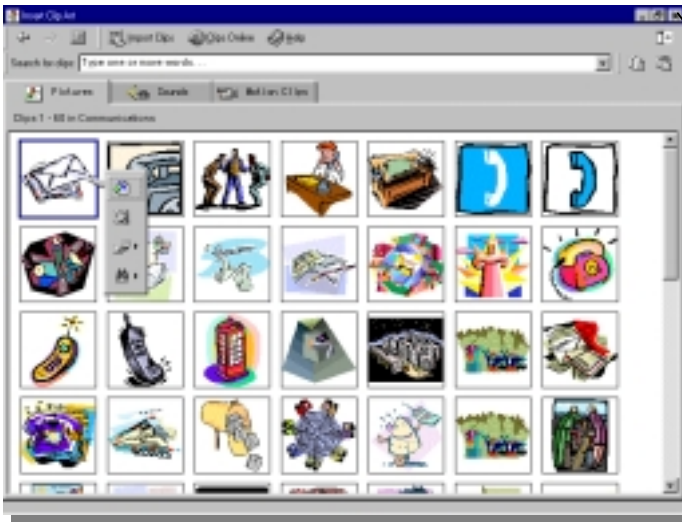 Insert Clip Art
Import Clips Clips Online Help
Search for clips: Type one or more words...
Pictures Sounds Motion Clips
Clips 1 - 60 in Communications